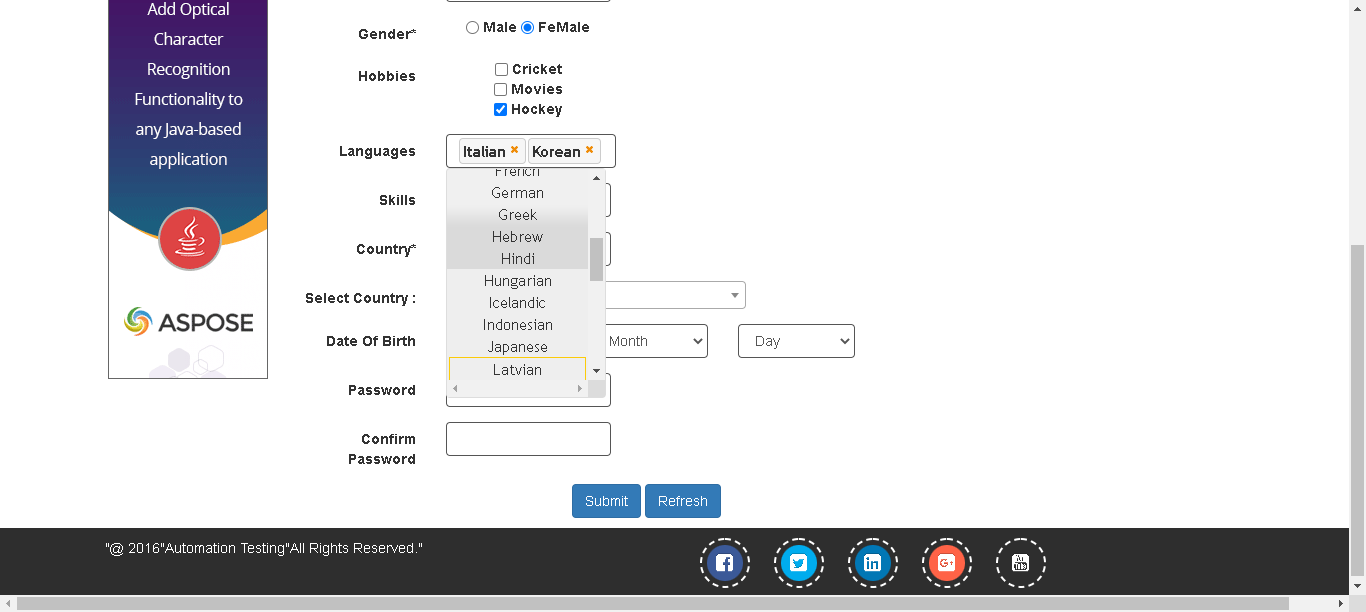 Add Optical
Character
Recognition
Functionality to
any Java-based
application
ASPOSE
Gender*
Male FeMale
Hobbies
Cricket
Movies
Hockey
Languages
Italian × Korean ×
French
German
Greek
Hebrew
Hindi
Hungarian
Icelandic
Indonesian
Japanese
Latvian
Skills
Country*
Select Country :
Date Of Birth
Month
Day
Password
Confirm
Password
Submit Refresh
"@ 2016"Automation Testing"All Rights Reserved."